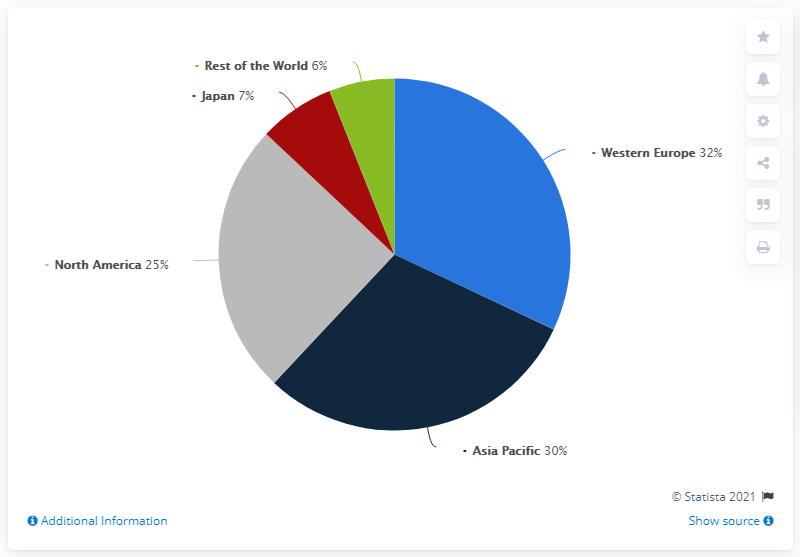 Rest of the World 6%
Japan 7%
Western Europe 32%
North America 25%
Asia Pacific 30%
© Statista 2021
Additional Information
Show source